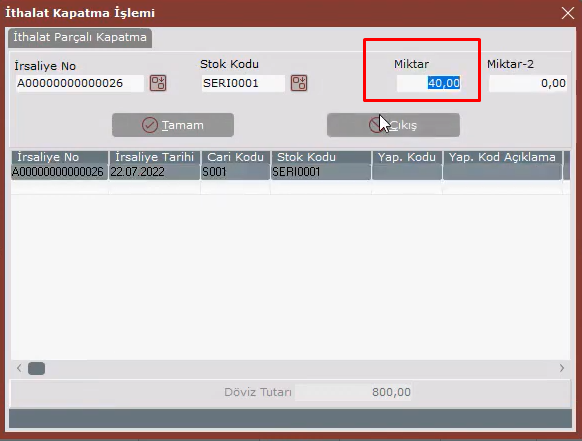 İthalat Kapatma İşlemi
İthalat Parçalı Kapatma
İrsaliye No Stok Kodu Miktar Miktar-2
A00000000000026 SERI0001 40,00 0,00
Tamam Çıkış
İrsaliye No İrsaliye Tarihi Cari Kodu Stok Kodu Yap. Kodu Yap. Kod Açıklama
A00000000000026 22.07.2022 S001 SERI0001
Döviz Tutarı 800,00